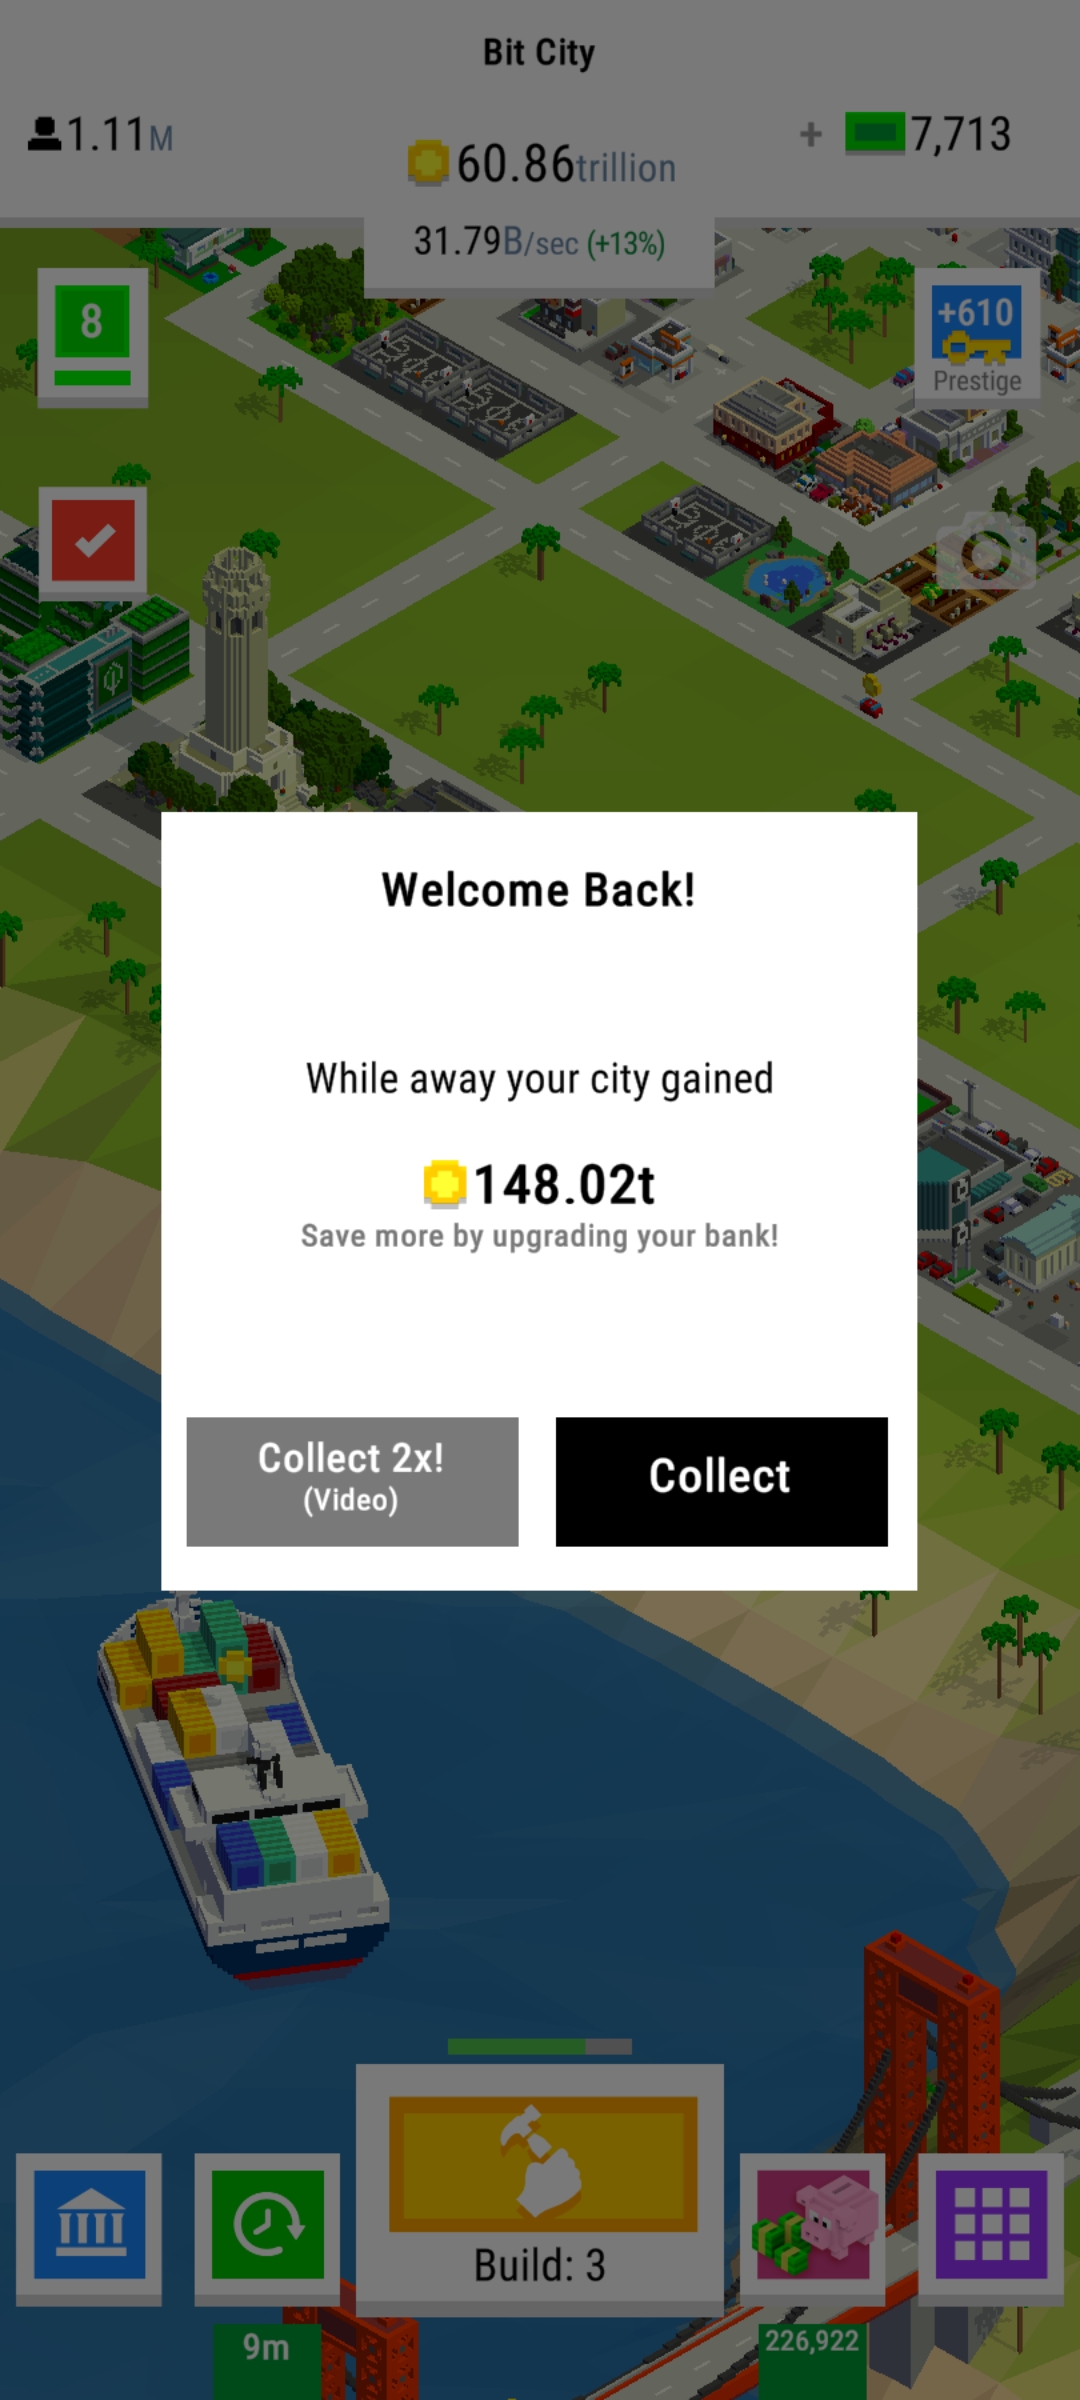 Bit City
1.11M
60.86trillion
+ 7,713
31.79B/sec (+13%)
8
+610
Prestige
Welcome Back!
While away your city gained
148.02t
Save more by upgrading your bank!
Collect 2x!
(Video)
Collect
Build: 3
9m
226,922